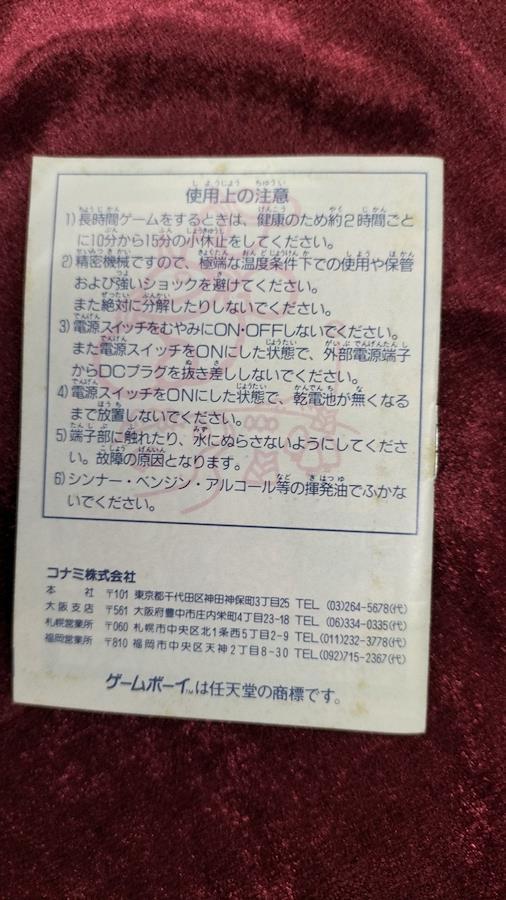 使用上の注意
1)長時間ゲームをするときは、健康のため約2時間ごと
に10分から15分の小休止をしてください。
2)精密機械ですので、極端な温度条件下での使用や保管
および強いショックを避けてください。
また絶対に分解したりしないでください。
3)電源スイッチをむやみにON・OFFしないでください。
また電源スイッチをONにした状態で、外部電源端子
からDCプラグを抜き差ししないでください。
4)電源スイッチをONにした状態で、乾電池が無くなる
まで放置しないでください。
5)端子部に触れたり、水にぬらさないようにしてくださ
い。故障の原因となります。
6)シンナー・ベンジン・アルコール等の揮発油でふかな
いでください。
コナミ株式会社
本社 〒101 東京都千代田区神田神保町3丁目25 TEL (03)264-5678(代)
大阪支店 〒561 大阪府豊中市庄内栄町4丁目23-18 TEL (06)334-0335(代)
札幌営業所 〒060 札幌市中央区北1条西5丁目2-9 TEL(011)232-3778(代)
福岡営業所 〒810 福岡市中央区天神2丁目8-30 TEL(092)715-2367(代)
ゲームボーイ™は任天堂の商標です。